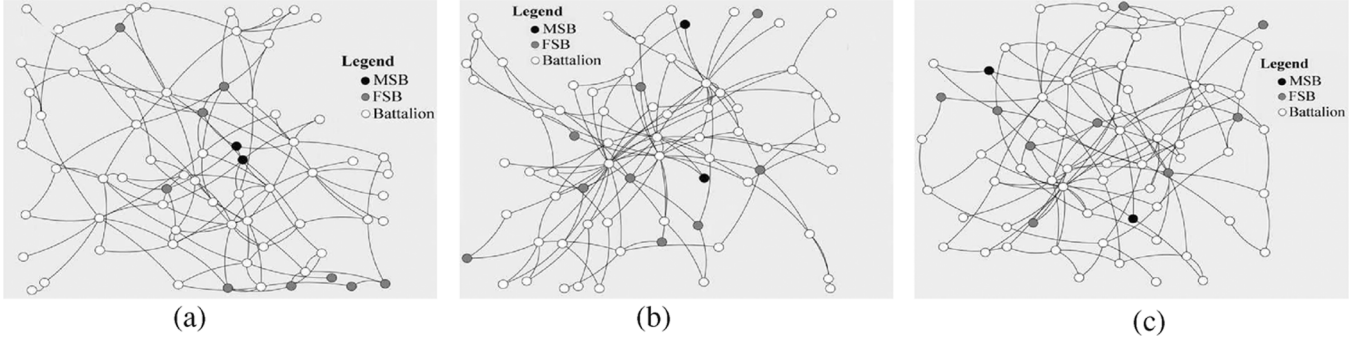 Legend
MSB
FSB
Battalion
(a)
Legend
MSB
FSB
Battalion
(b)
Legend
MSB
FSB
Battalion
(c)